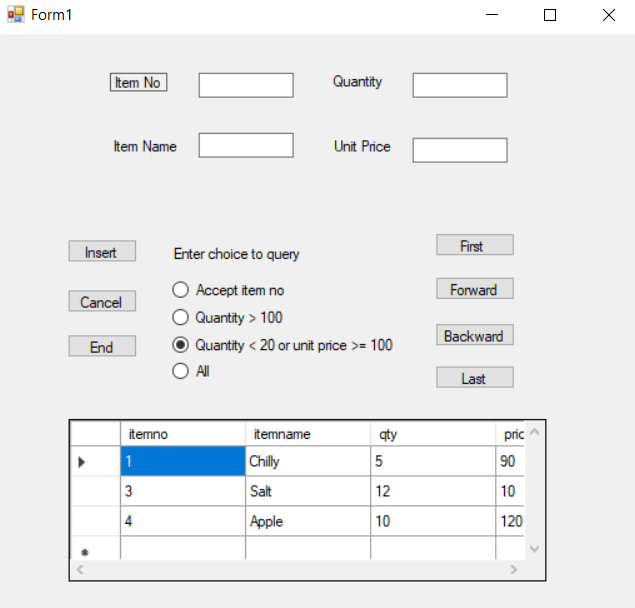 Form1
Item No Quantity
Item Name Unit Price
Insert Enter choice to query First
Cancel Accept item no Forward
Quantity > 100
End Quantity < 20 or unit price >= 100 Backward
All Last
itemno itemname qty pric
1 Chilly 5 90
3 Salt 12 10
4 Apple 10 120